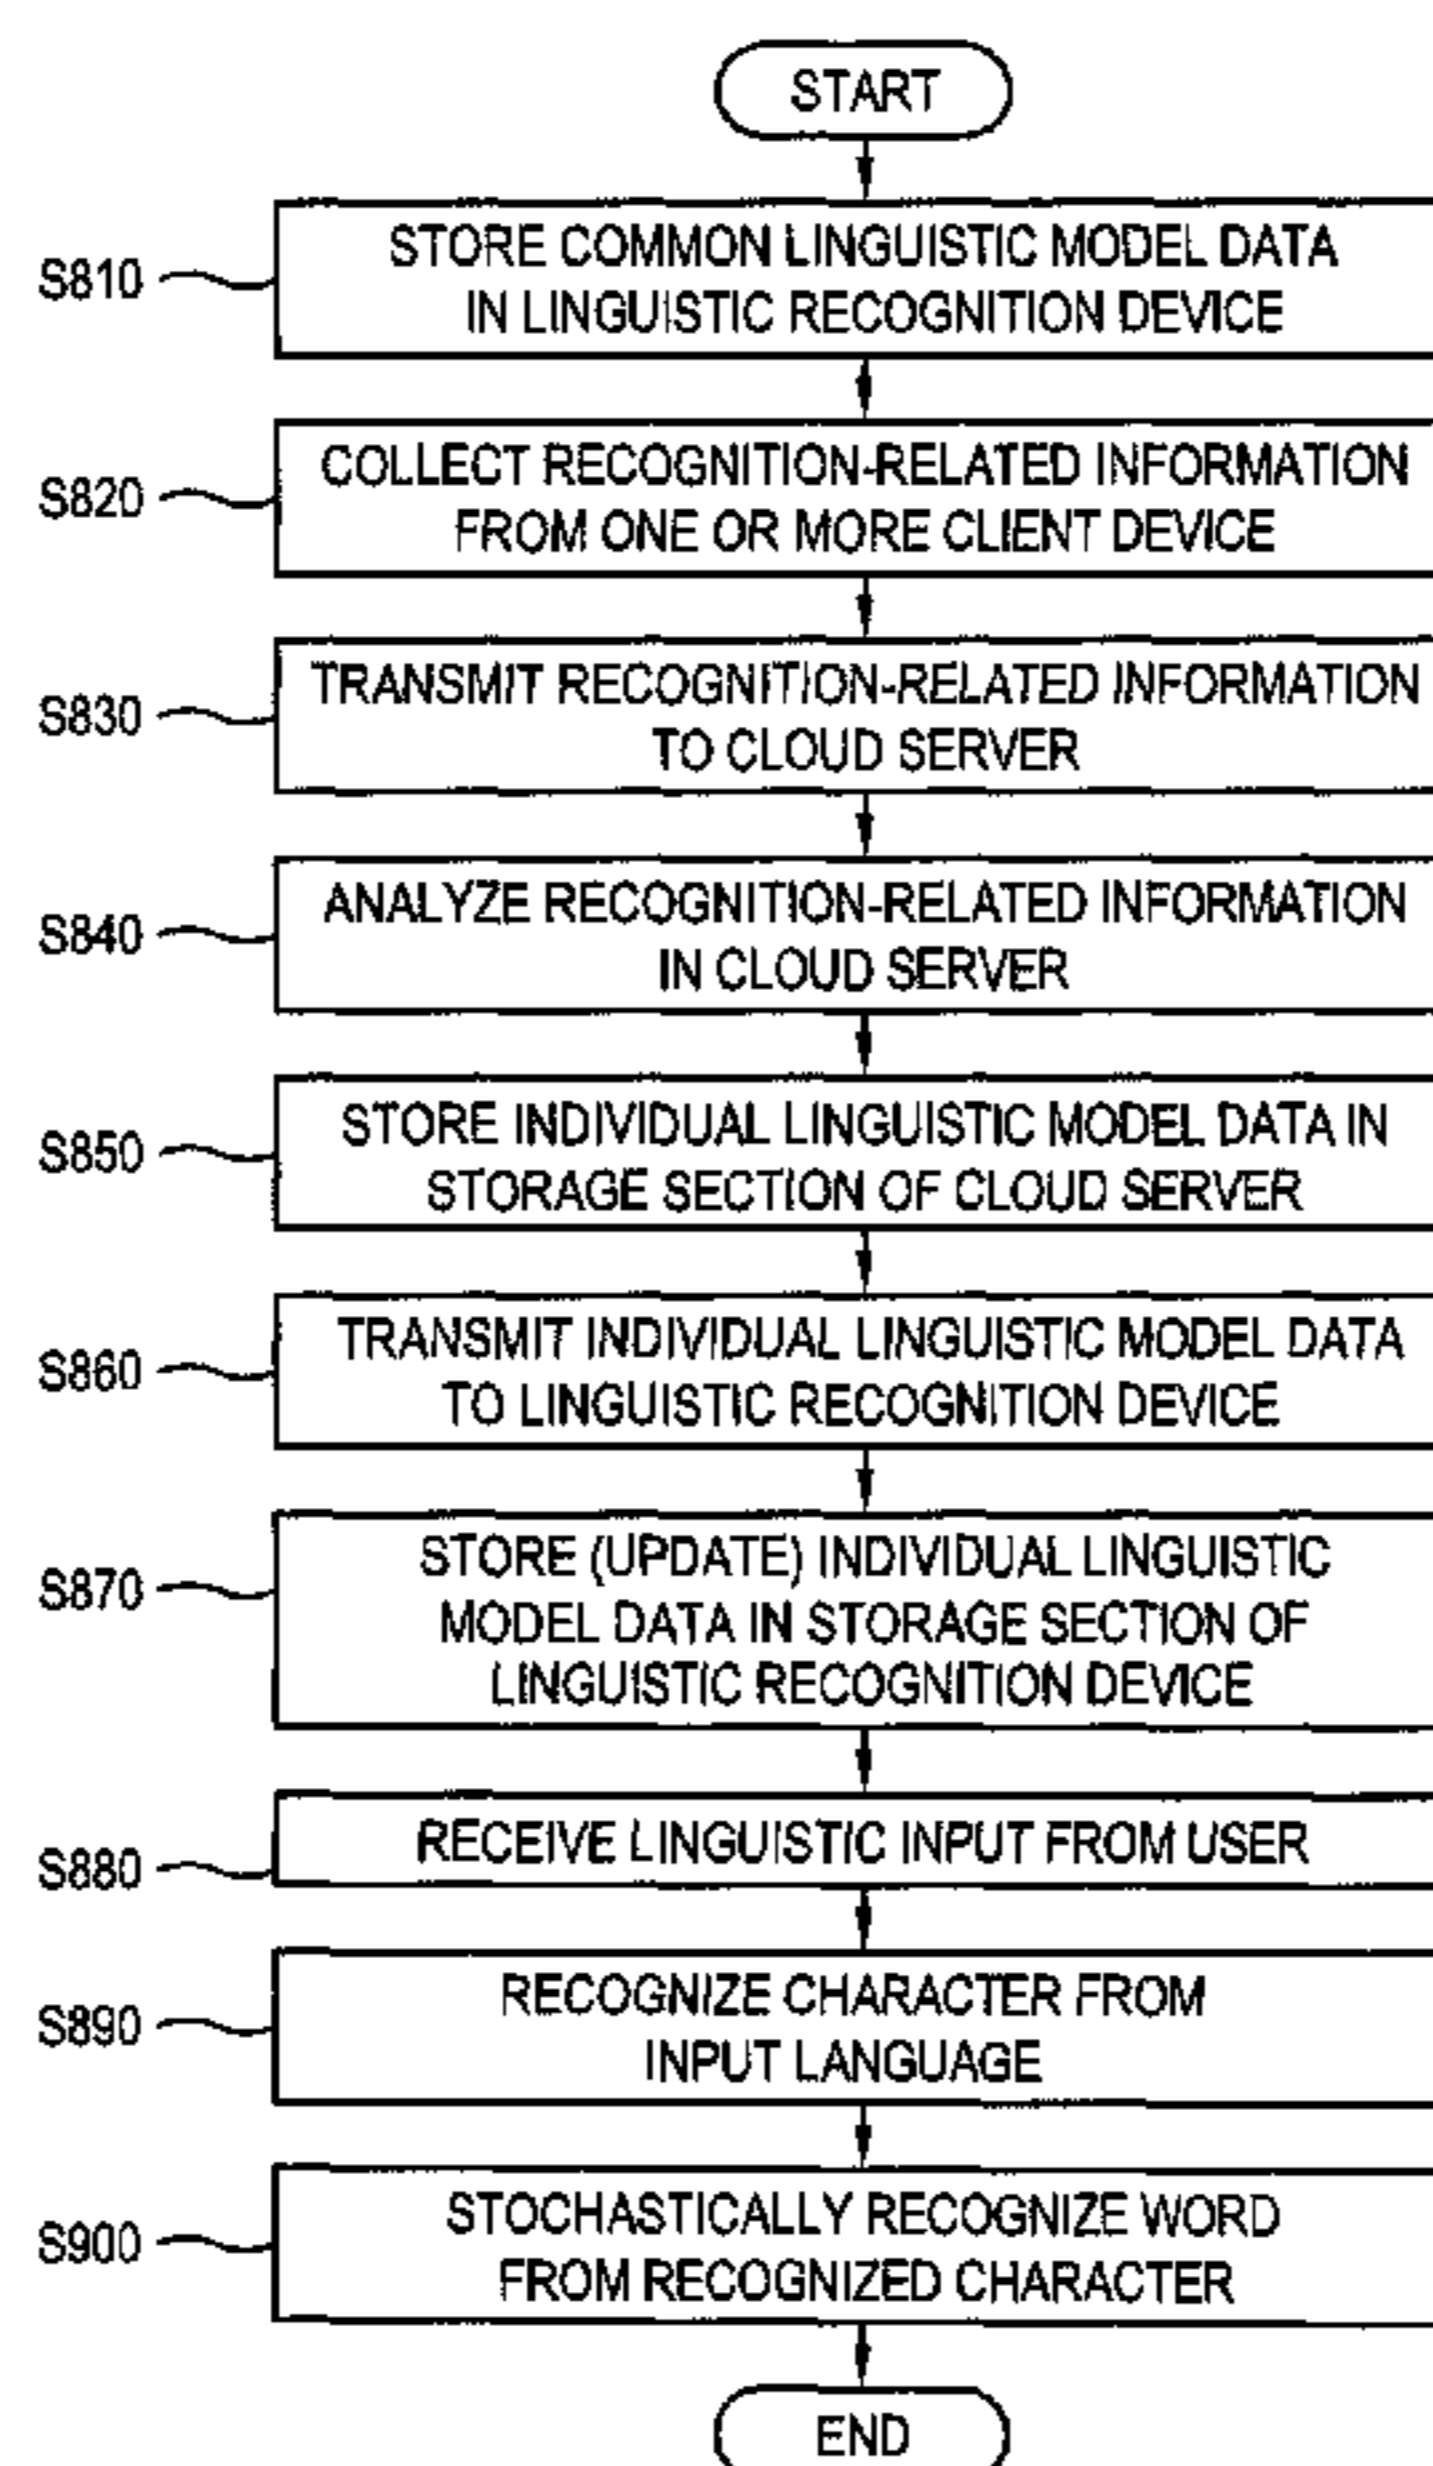 START
S810
STORE COMMON LINGUISTIC MODEL DATA
IN LINGUISTIC RECOGNITION DEVICE
S820
COLLECT RECOGNITION-RELATED INFORMATION
FROM ONE OR MORE CLIENT DEVICE
S830
TRANSMIT RECOGNITION-RELATED INFORMATION
TO CLOUD SERVER
S840
ANALYZE RECOGNITION-RELATED INFORMATION
IN CLOUD SERVER
S850
STORE INDIVIDUAL LINGUISTIC MODEL DATA IN
STORAGE SECTION OF CLOUD SERVER
S860
TRANSMIT INDIVIDUAL LINGUISTIC MODEL DATA
TO LINGUISTIC RECOGNITION DEVICE
S870
STORE (UPDATE) INDIVIDUAL LINGUISTIC
MODEL DATA IN STORAGE SECTION OF
LINGUISTIC RECOGNITION DEVICE
S880
RECEIVE LINGUISTIC INPUT FROM USER
S890
RECOGNIZE CHARACTER FROM
INPUT LANGUAGE
S900
STOCHASTICALLY RECOGNIZE WORD
FROM RECOGNIZED CHARACTER
END